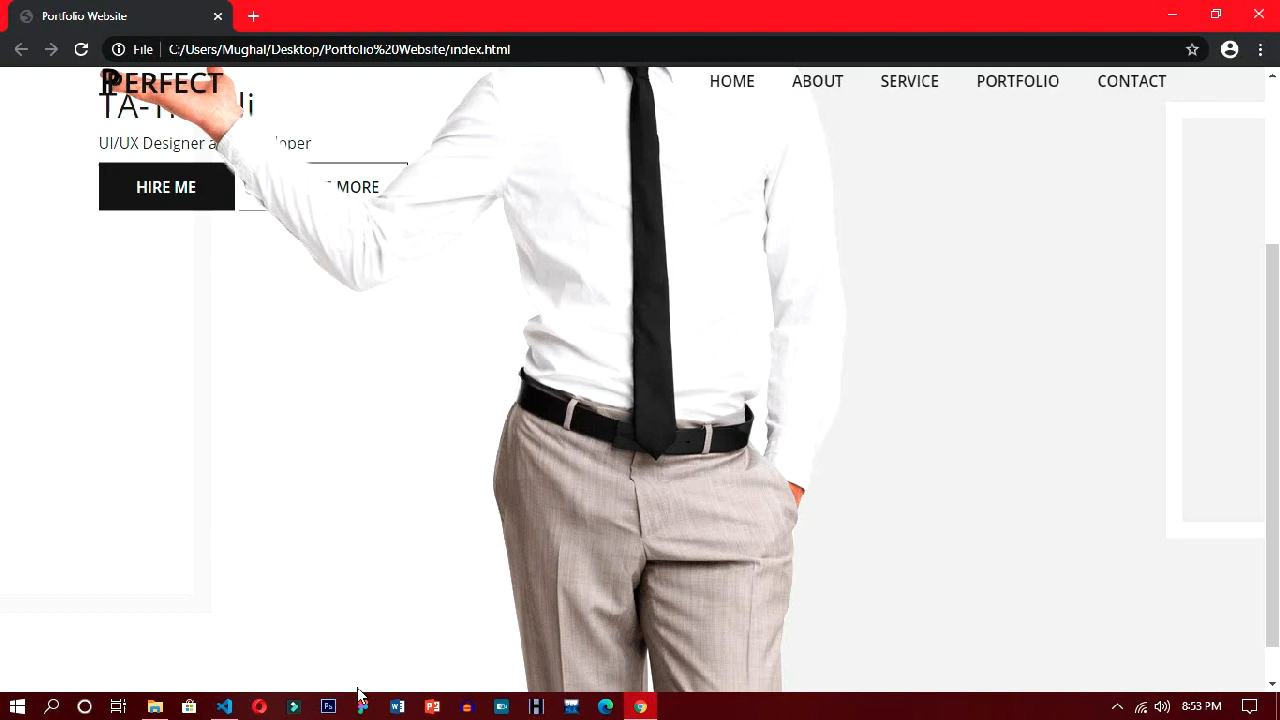 Portfolio Website
File C:/Users/Mughal/Desktop/Portfolio%20Website/index.html
PERFECT
HOME ABOUT SERVICE PORTFOLIO CONTACT
UI/UX Designer
HIRE ME
MORE
8:53 PM